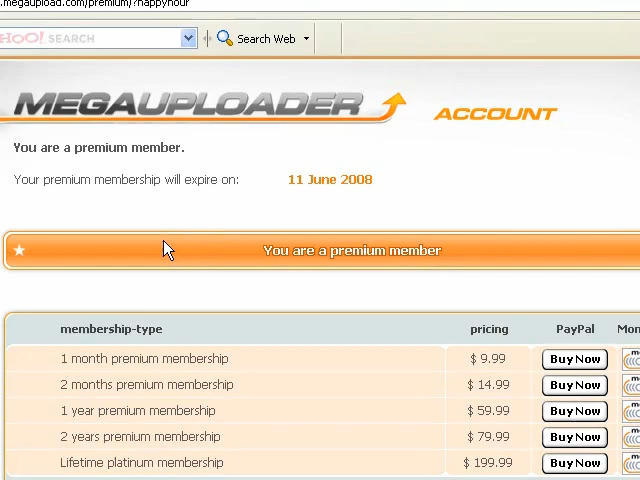 .megaupload.com/premium/?happyhour
HOO! SEARCH
Search Web
MEGAUPLOADER ACCOUNT
You are a premium member.
Your premium membership will expire on: 11 June 2008
You are a premium member
membership-type pricing PayPal Mon
1 month premium membership $ 9.99 Buy Now
2 months premium membership $ 14.99 Buy Now
1 year premium membership $ 59.99 Buy Now
2 years premium membership $ 79.99 Buy Now
Lifetime platinum membership $ 199.99 Buy Now